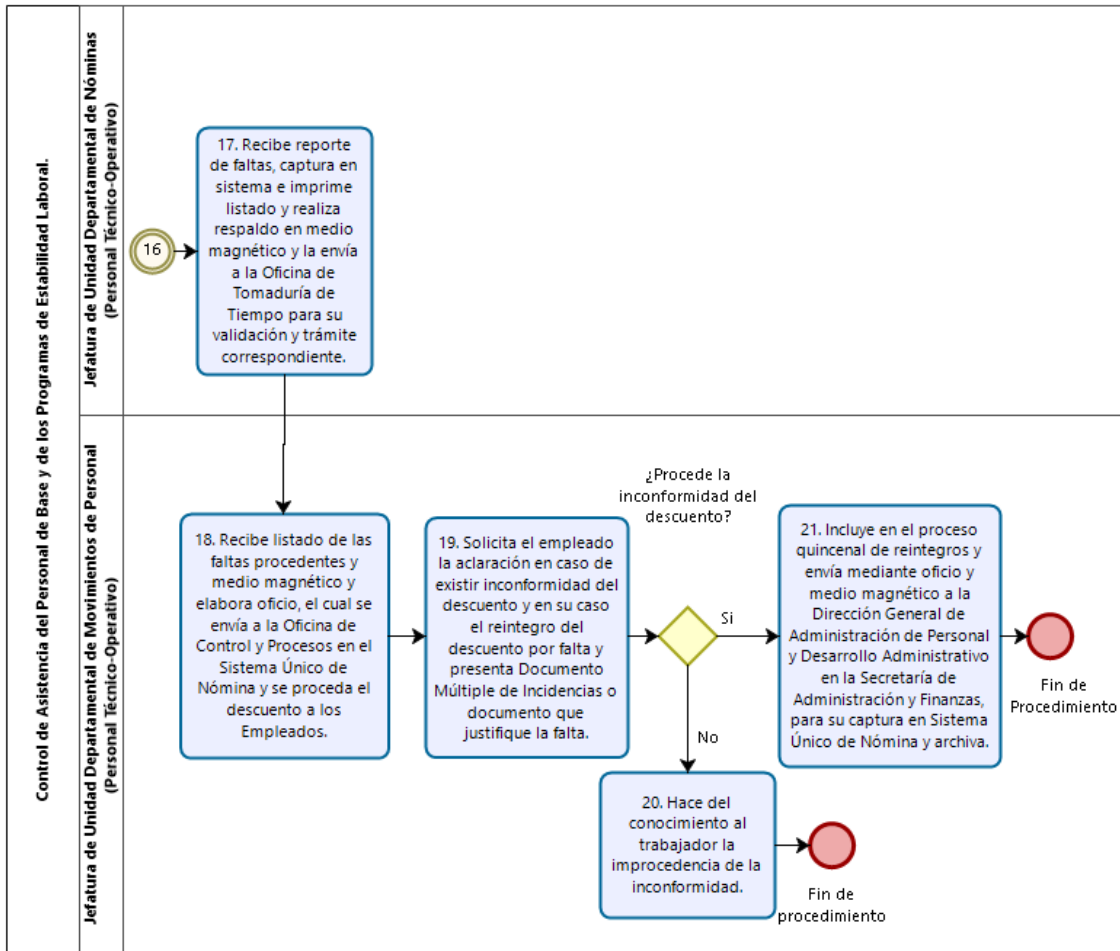 Control de Asistencia del Personal de Base y de los Programas de Estabilidad Laboral.
Jefatura de Unidad Departamental de Nóminas
(Personal Técnico-Operativo)
16
17. Recibe reporte
de faltas, captura en
sistema e imprime
listado y realiza
respaldo en medio
magnético y la envía
a la Oficina de
Tomaduría de
Tiempo para su
validación y trámite
correspondiente.
Jefatura de Unidad Departamental de Movimientos de Personal
(Personal Técnico-Operativo)
18. Recibe listado de las
faltas procedentes y
medio magnético y
elabora oficio, el cual se
envía a la Oficina de
Control y Procesos en el
Sistema Único de
Nómina y se proceda el
descuento a los
Empleados.
19. Solicita el empleado
la aclaración en caso de
existir inconformidad del
descuento y en su caso
el reintegro del
descuento por falta y
presenta Documento
Múltiple de Incidencias o
documento que
justifique la falta.
¿Procede la
inconformidad del
descuento?
Si
No
21. Incluye en el proceso
quincenal de reintegros y
envía mediante oficio y
medio magnético a la
Dirección General de
Administración de Personal
y Desarrollo Administrativo
en la Secretaría de
Administración y Finanzas,
para su captura en Sistema
Único de Nómina y archiva.
Fin de
Procedimiento
20. Hace del
conocimiento al
trabajador la
improcedencia de la
inconformidad.
Fin de
procedimiento